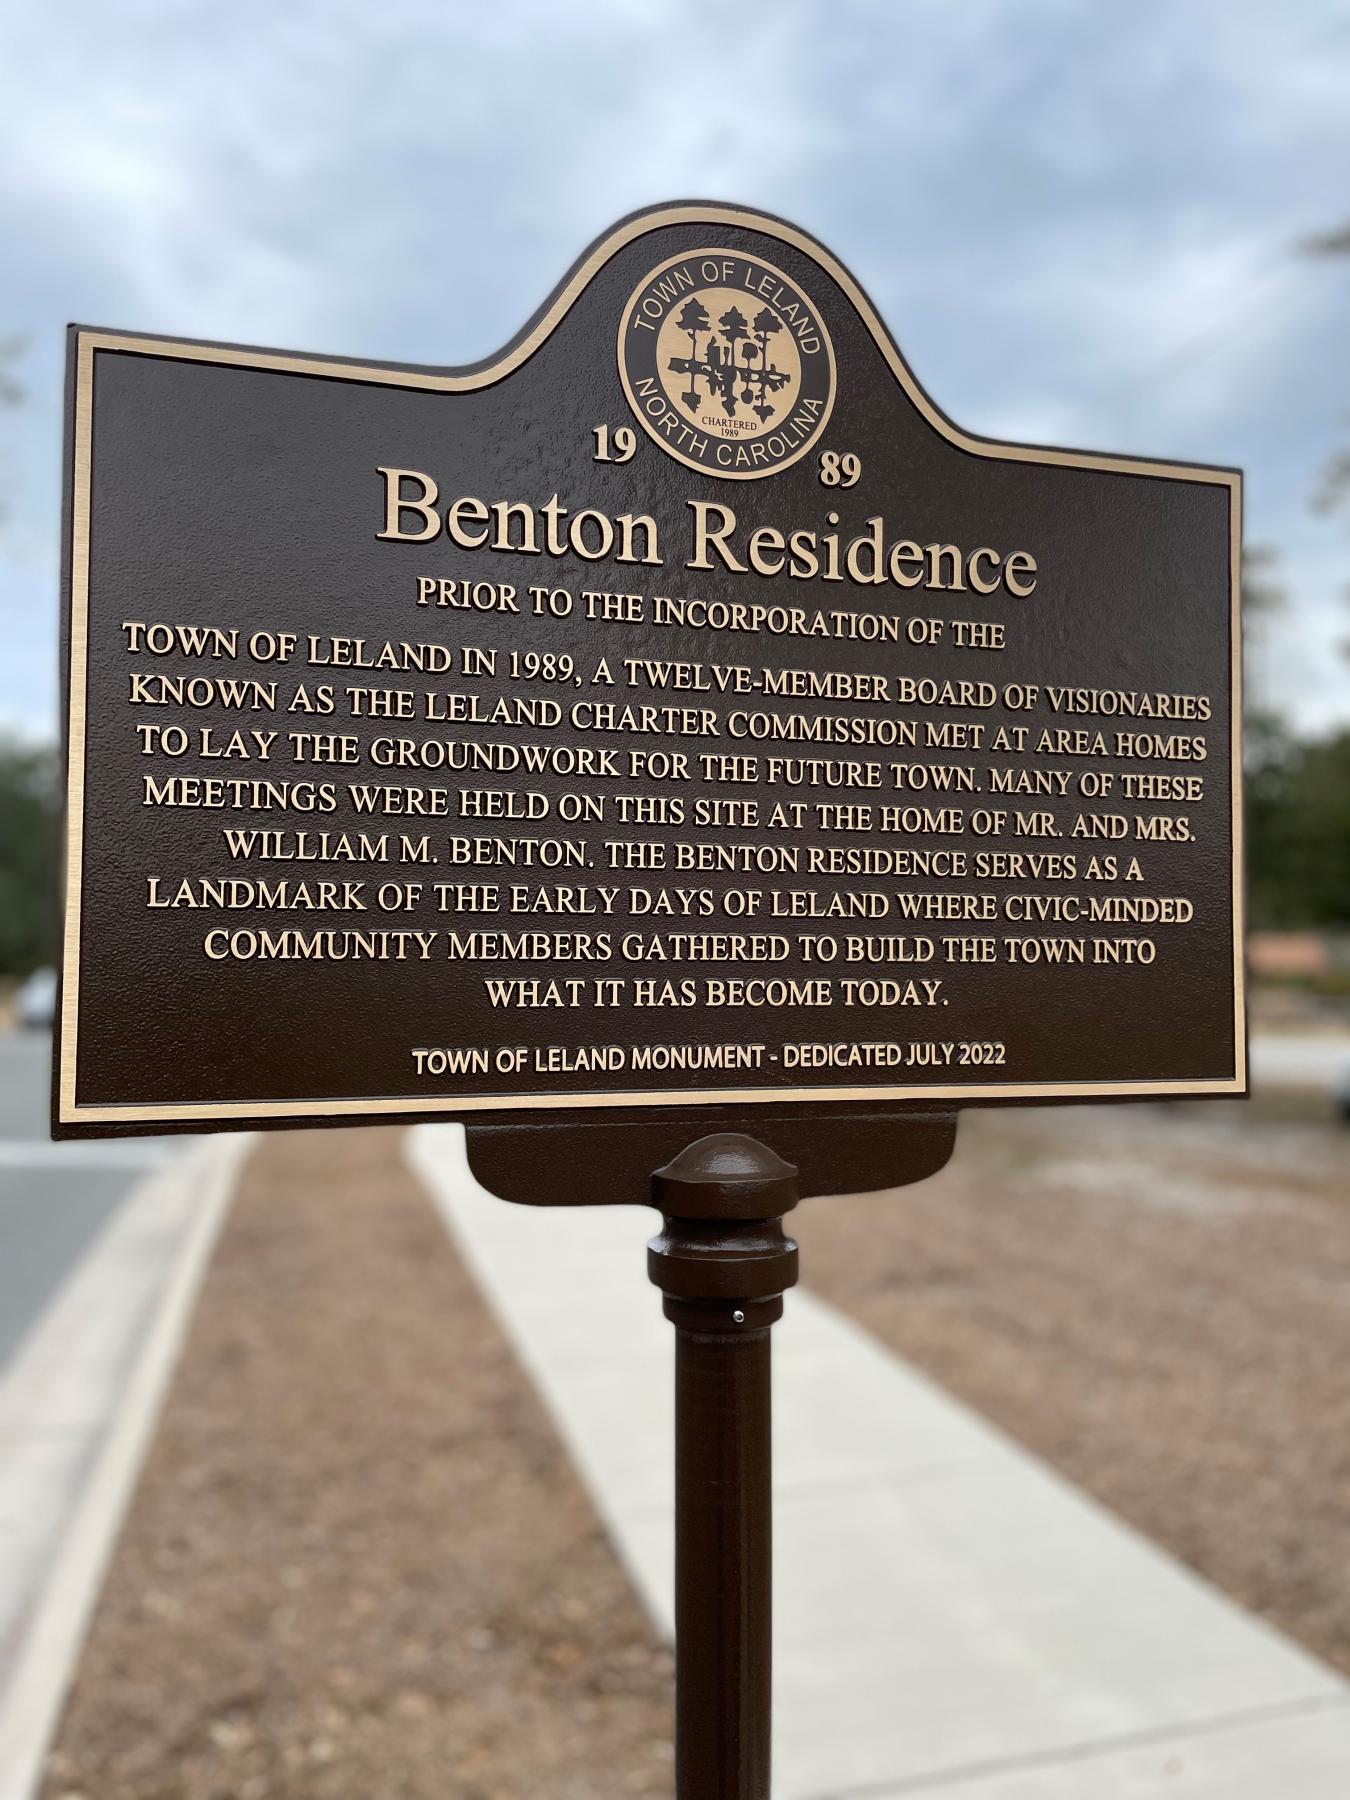 TOWN OF LELAND
NORTH CAROLINA
CHARTERED
1989
19 89
Benton Residence
PRIOR TO THE INCORPORATION OF THE
TOWN OF LELAND IN 1989, A TWELVE-MEMBER BOARD OF VISIONARIES
KNOWN AS THE LELAND CHARTER COMMISSION MET AT AREA HOMES
TO LAY THE GROUNDWORK FOR THE FUTURE TOWN. MANY OF THESE
MEETINGS WERE HELD ON THIS SITE AT THE HOME OF MR. AND MRS.
WILLIAM M. BENTON. THE BENTON RESIDENCE SERVES AS A
LANDMARK OF THE EARLY DAYS OF LELAND WHERE CIVIC-MINDED
COMMUNITY MEMBERS GATHERED TO BUILD THE TOWN INTO
WHAT IT HAS BECOME TODAY.
TOWN OF LELAND MONUMENT - DEDICATED JULY 2022